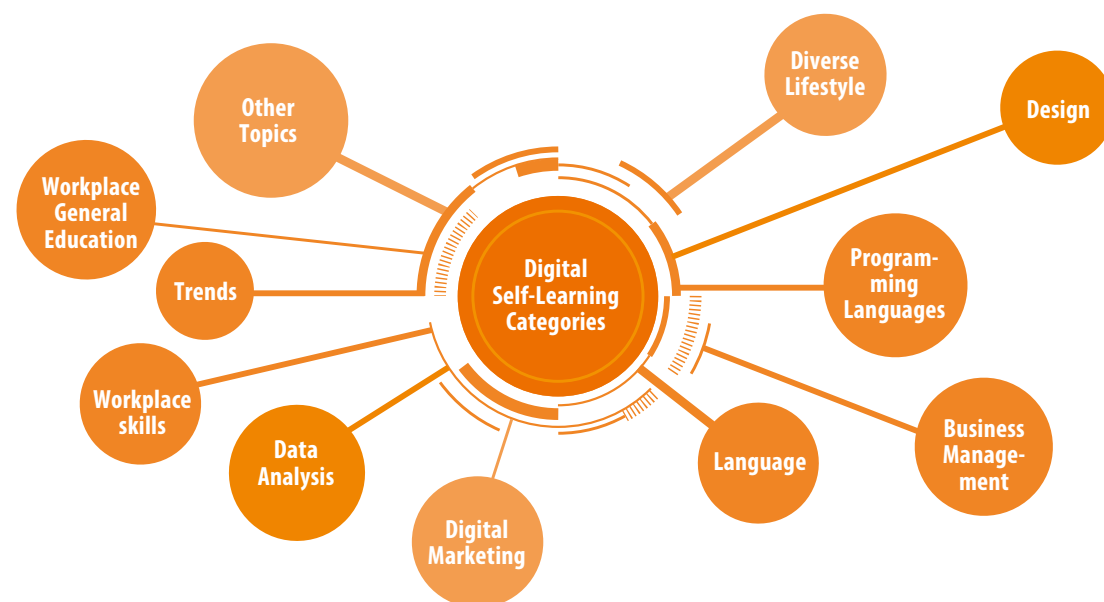 Other
Topics
Diverse
Lifestyle
Design
Workplace
General
Education
Trends
Digital
Self-Learning
Categories
Program-
ming
Languages
Workplace
skills
Data
Analysis
Digital
Marketing
Language
Business
Manage-
ment